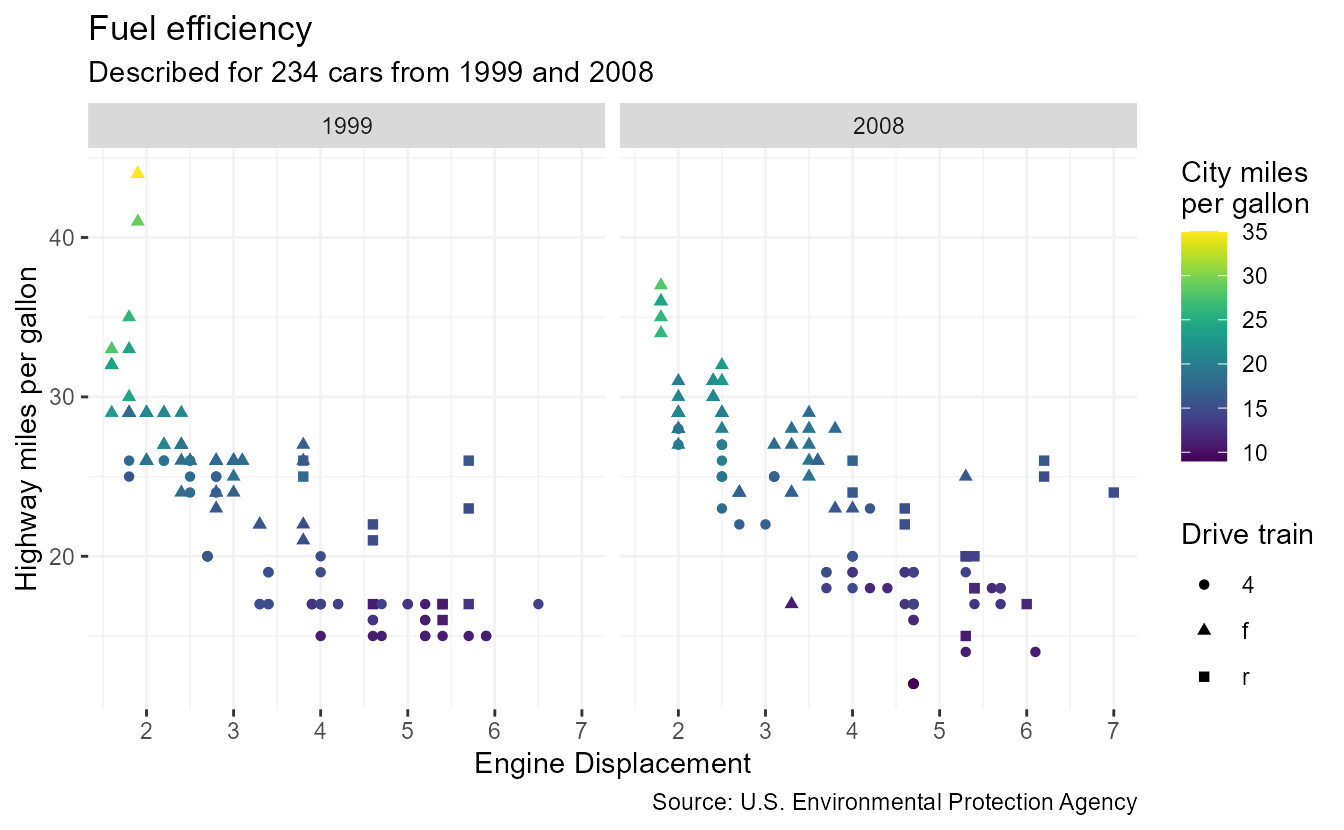 Fuel efficiency
Described for 234 cars from 1999 and 2008
1999
2008
40
30
20
Highway miles per gallon
2 3 4 5 6 7
2 3 4 5 6 7
Engine Displacement
Source: U.S. Environmental Protection Agency
City miles
per gallon
35
30
25
20
15
10
Drive train
4
f
r